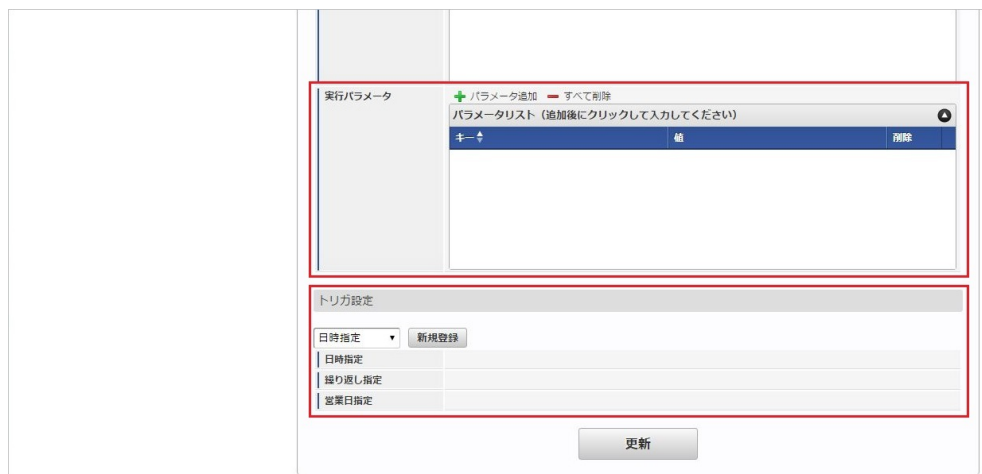 実行パラメータ
パラメータ追加 すべて削除
パラメータリスト（追加後にクリックして入力してください）
キー 値 削除
トリガ設定
日時指定 新規登録
日時指定
繰り返し指定
営業日指定
更新